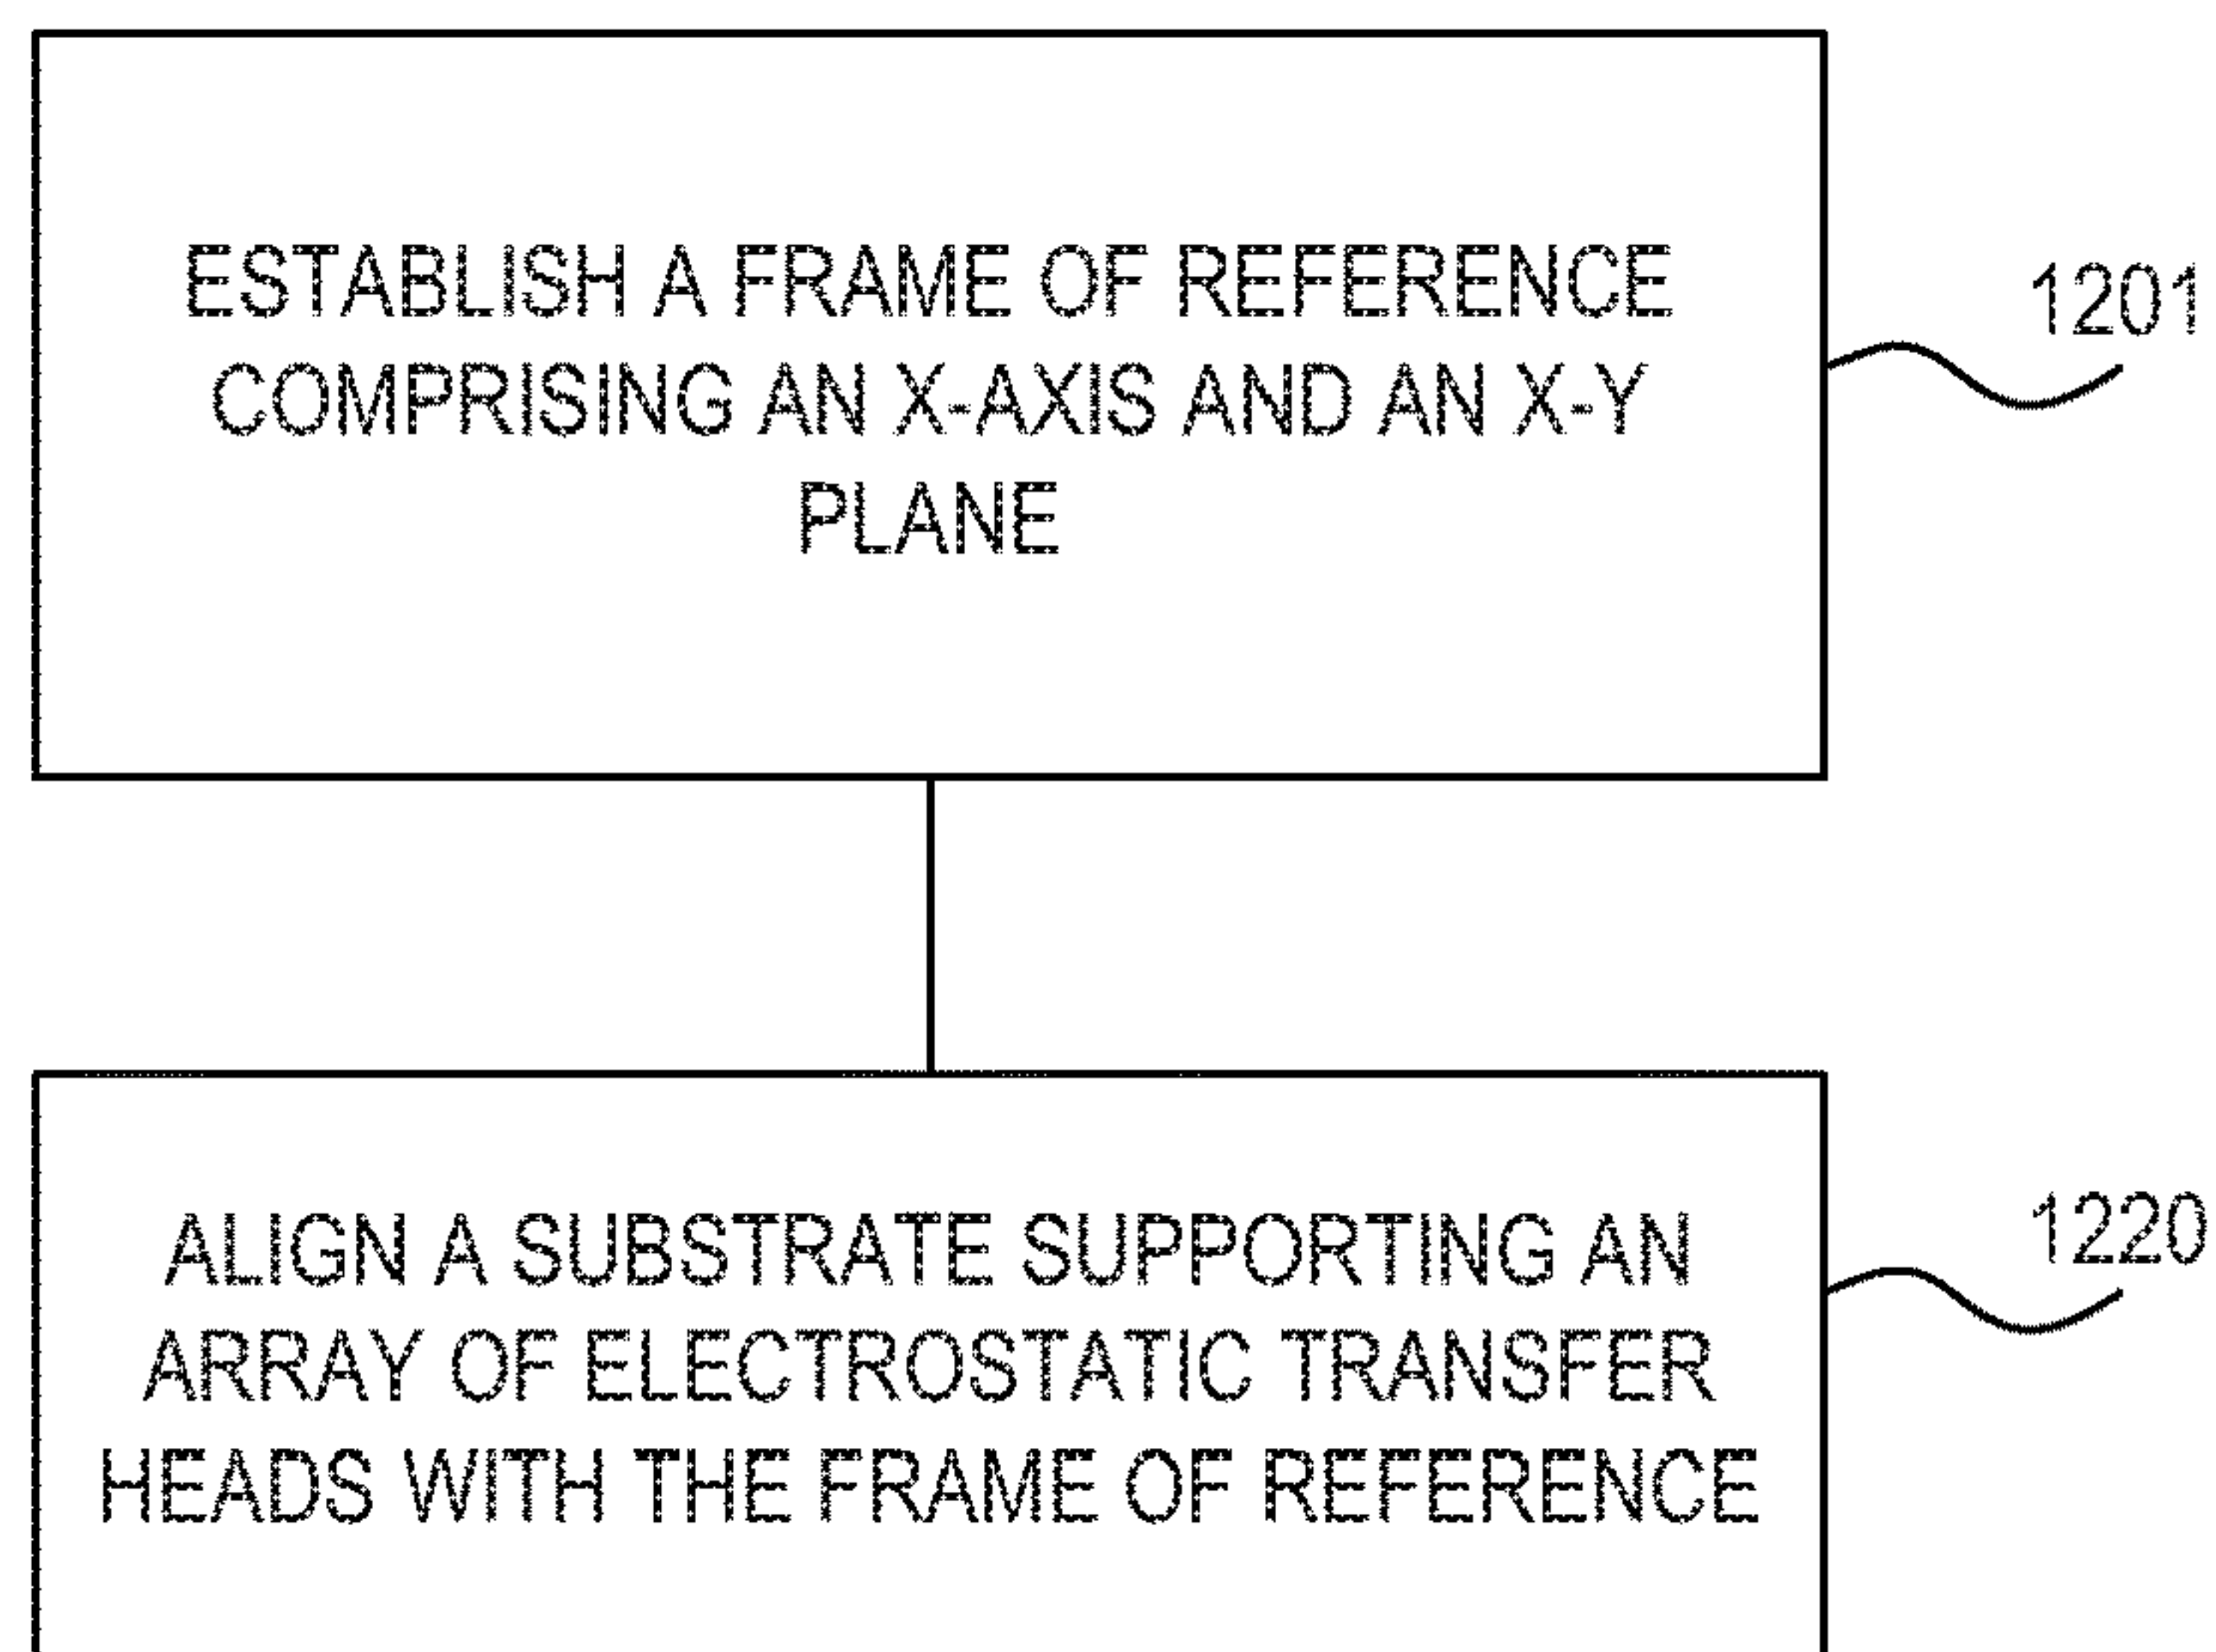 ESTABLISH A FRAME OF REFERENCE
COMPRISING AN X-AXIS AND AN X-Y
PLANE
1201
ALIGN A SUBSTRATE SUPPORTING AN
ARRAY OF ELECTROSTATIC TRANSFER
HEADS WITH THE FRAME OF REFERENCE
1220